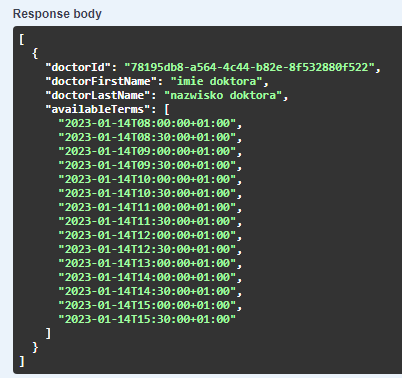 Response body
[
  {
    "doctorId": "78195db8-a564-4c44-b82e-8f532880f522",
    "doctorFirstName": "imie doktora",
    "doctorLastName": "nazwisko doktora",
    "availableTerms": [
      "2023-01-14T08:00:00+01:00",
      "2023-01-14T08:30:00+01:00",
      "2023-01-14T09:00:00+01:00",
      "2023-01-14T09:30:00+01:00",
      "2023-01-14T10:00:00+01:00",
      "2023-01-14T10:30:00+01:00",
      "2023-01-14T11:00:00+01:00",
      "2023-01-14T11:30:00+01:00",
      "2023-01-14T12:00:00+01:00",
      "2023-01-14T12:30:00+01:00",
      "2023-01-14T13:00:00+01:00",
      "2023-01-14T14:00:00+01:00",
      "2023-01-14T14:30:00+01:00",
      "2023-01-14T15:00:00+01:00",
      "2023-01-14T15:30:00+01:00"
    ]
  }
]